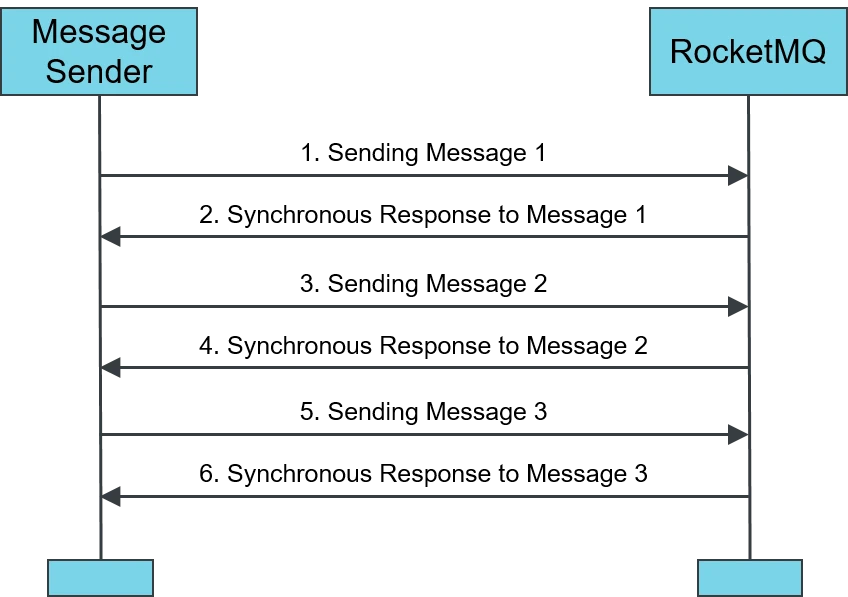 Message
Sender
RocketMQ
1. Sending Message 1
2. Synchronous Response to Message 1
3. Sending Message 2
4. Synchronous Response to Message 2
5. Sending Message 3
6. Synchronous Response to Message 3